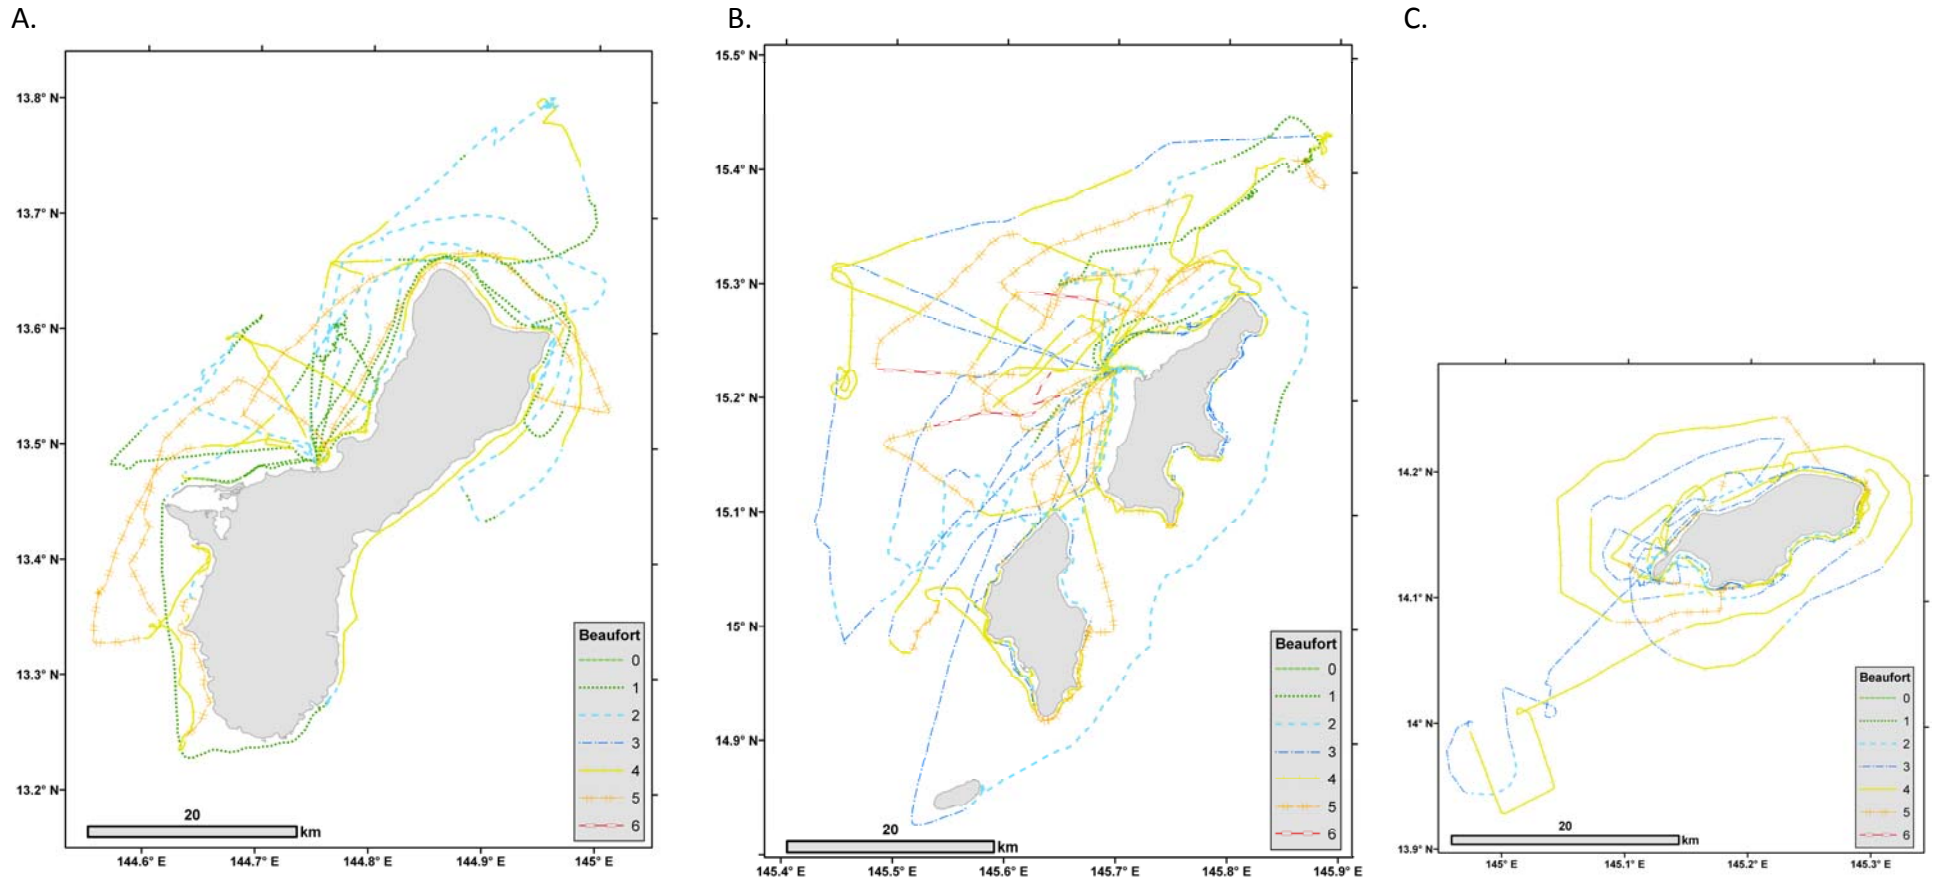 A.
13.8° N
13.7° N
13.6° N
13.5° N
13.4° N
13.3° N
13.2° N
144.6° E
144.7° E
144.8° E
144.9° E
145° E
20
km
Beaufort
0
1
2
3
4
5
6
B.
15.5° N
15.4° N
15.3° N
15.2° N
15.1° N
15° N
14.9° N
145.4° E
145.5° E
145.6° E
145.7° E
145.8° E
145.9° E
20
km
Beaufort
0
1
2
3
4
5
6
C.
14.2° N
14.1° N
14° N
13.9° N
145° E
145.1° E
145.2° E
145.3° E
20
km
Beaufort
0
1
2
3
4
5
6